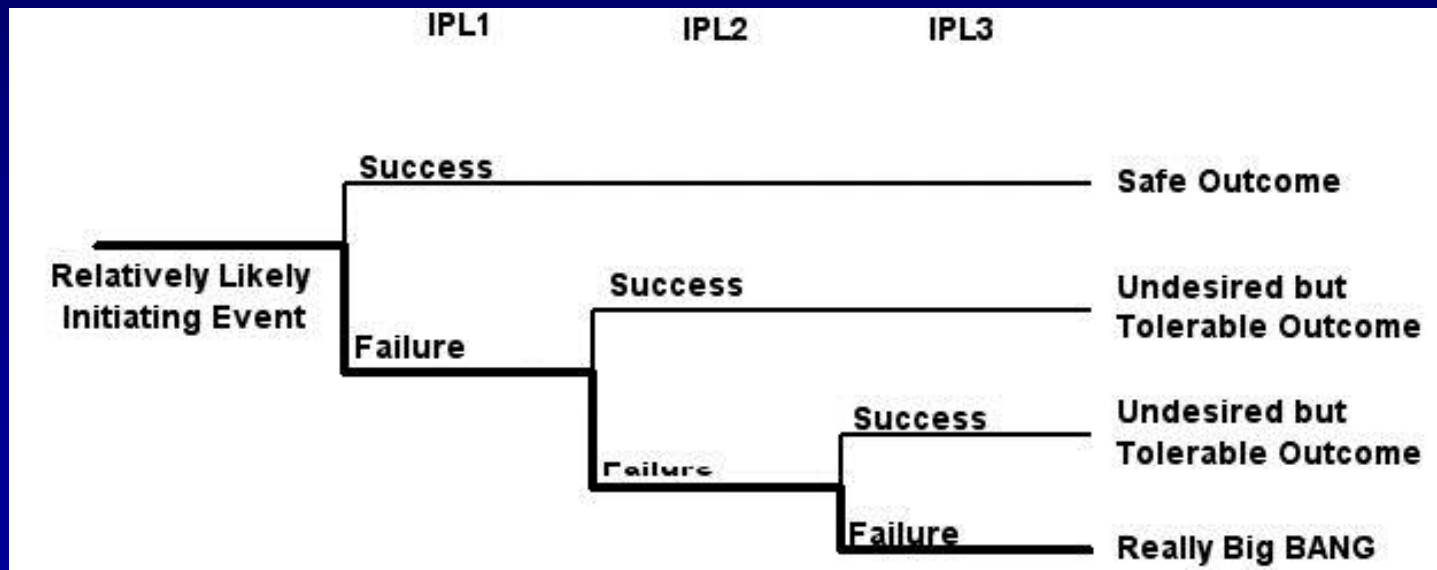 IPL1 IPL2 IPL3
Success
Safe Outcome
Relatively Likely
Initiating Event
Success
Undesired but
Tolerable Outcome
Failure
Success
Undesired but
Tolerable Outcome
Failure
Failure
Really Big BANG